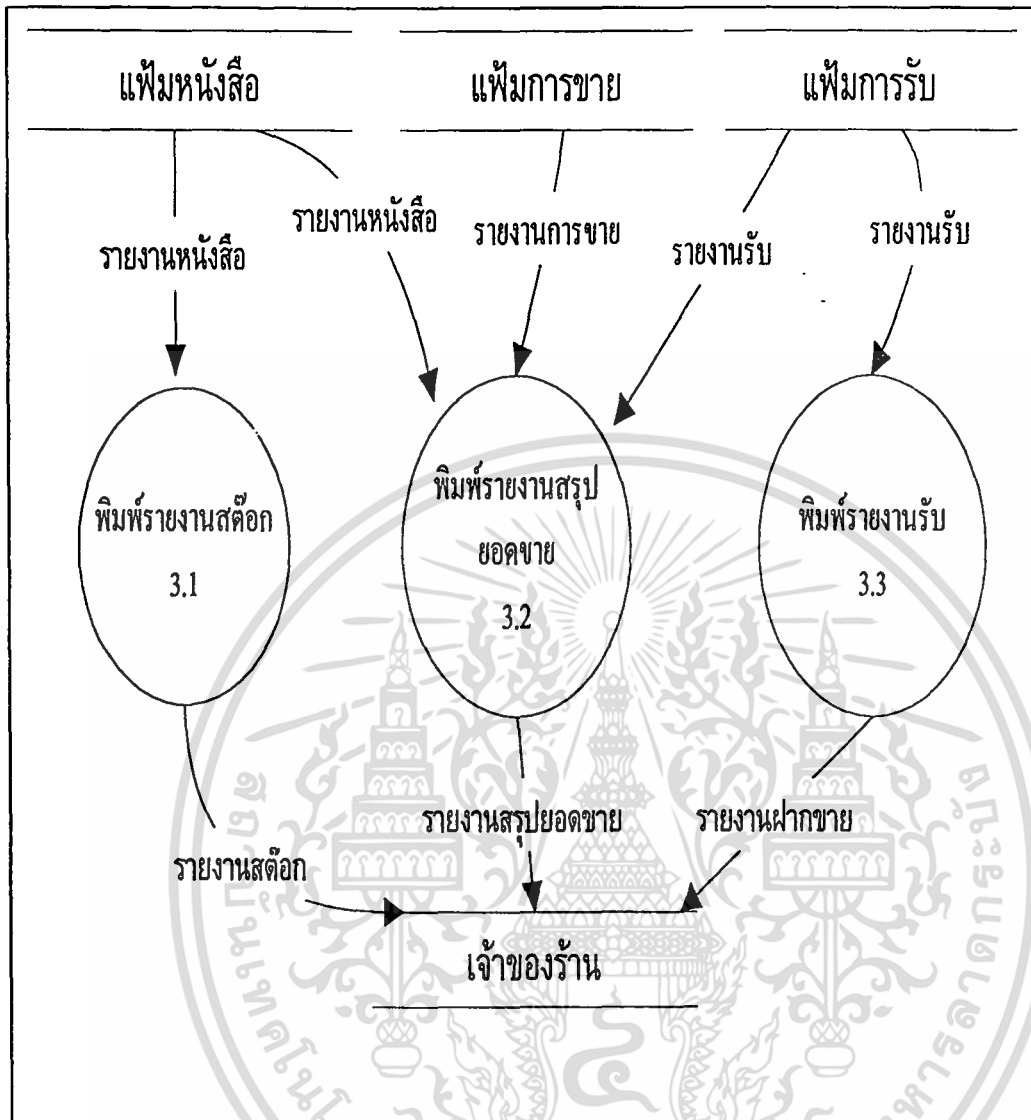 แฟ้มหนังสือ
แฟ้มการขาย
แฟ้มการรับ
รายงานหนังสือ
รายงานหนังสือ
รายงานการขาย
รายงานรับ
รายงานรับ
พิมพ์รายงานสต๊อก
3.1
พิมพ์รายงานสรุป
ยอดขาย
3.2
พิมพ์รายงานรับ
3.3
รายงานสต๊อก
รายงานสรุปยอดขาย
รายงานฝากขาย
เจ้าของร้าน